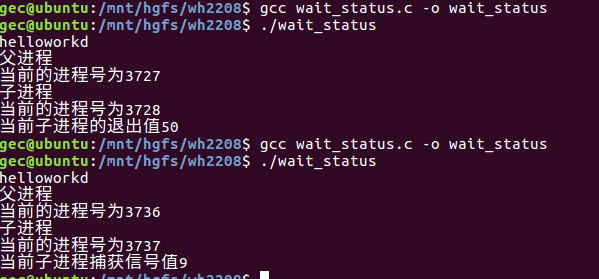 gec@ubuntu:/mnt/hgfs/wh2208$ gcc wait_status.c -o wait_status
gec@ubuntu:/mnt/hgfs/wh2208$ ./wait_status
helloworkd
父进程
当前的进程号为3727
子进程
当前的进程号为3728
当前子进程的退出值50
gec@ubuntu:/mnt/hgfs/wh2208$ gcc wait_status.c -o wait_status
gec@ubuntu:/mnt/hgfs/wh2208$ ./wait_status
helloworkd
父进程
当前的进程号为3736
子进程
当前的进程号为3737
当前子进程捕获信号值9
gec@ubuntu:/mnt/hgfs/wh2208$